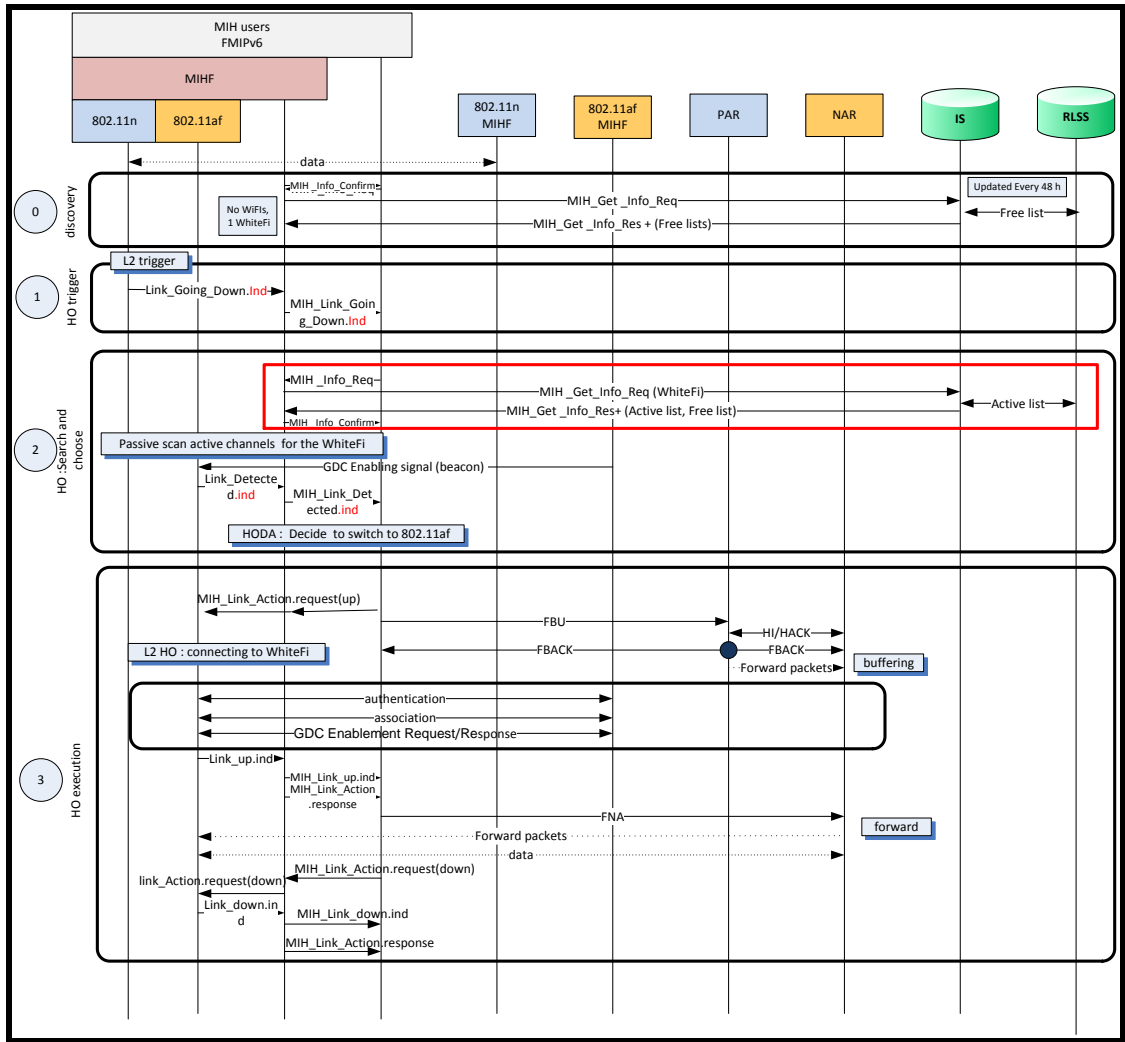 MIH users
FMIPv6
MIHF
802.11n
802.11af
802.11n
MIHF
802.11af
MIHF
PAR
NAR
IS
RLSS
data
0
discovery
MIH _Info_Confirm
No WiFIs,
1 WhiteFi
MIH_Get _Info_Req
MIH_Get _Info_Res + (Free lists)
Updated Every 48 h
Free list
1
HO trigger
L2 trigger
Link_Going_Down.Ind
MIH_Link_Goin
g_Down.Ind
2
HO :Search and
choose
MIH _Info_Req
MIH _Get_Info_Req (WhiteFi)
MIH_Get _Info_Res+ (Active list, Free list)
Active list
MIH_Info_Confirm
Passive scan active channels for the WhiteFi
GDC Enabling signal (beacon)
Link_Detecte
d.ind
MIH_Link_Det
ected.ind
HODA : Decide to switch to 802.11af
3
HO execution
MIH_Link_Action.request(up)
FBU
HI/HACK
L2 HO : connecting to WhiteFi
FBACK
FBACK
Forward packets
buffering
authentication
association
GDC Enablement Request/Response
Link_up.ind
MIH_Link_up.ind
MIH_Link_Action
.response
FNA
forward
Forward packets
data
MIH_Link_Action.request(down)
link_Action.request(down)
Link_down.in
d
MIH_Link_down.ind
MIH_Link_Action.response